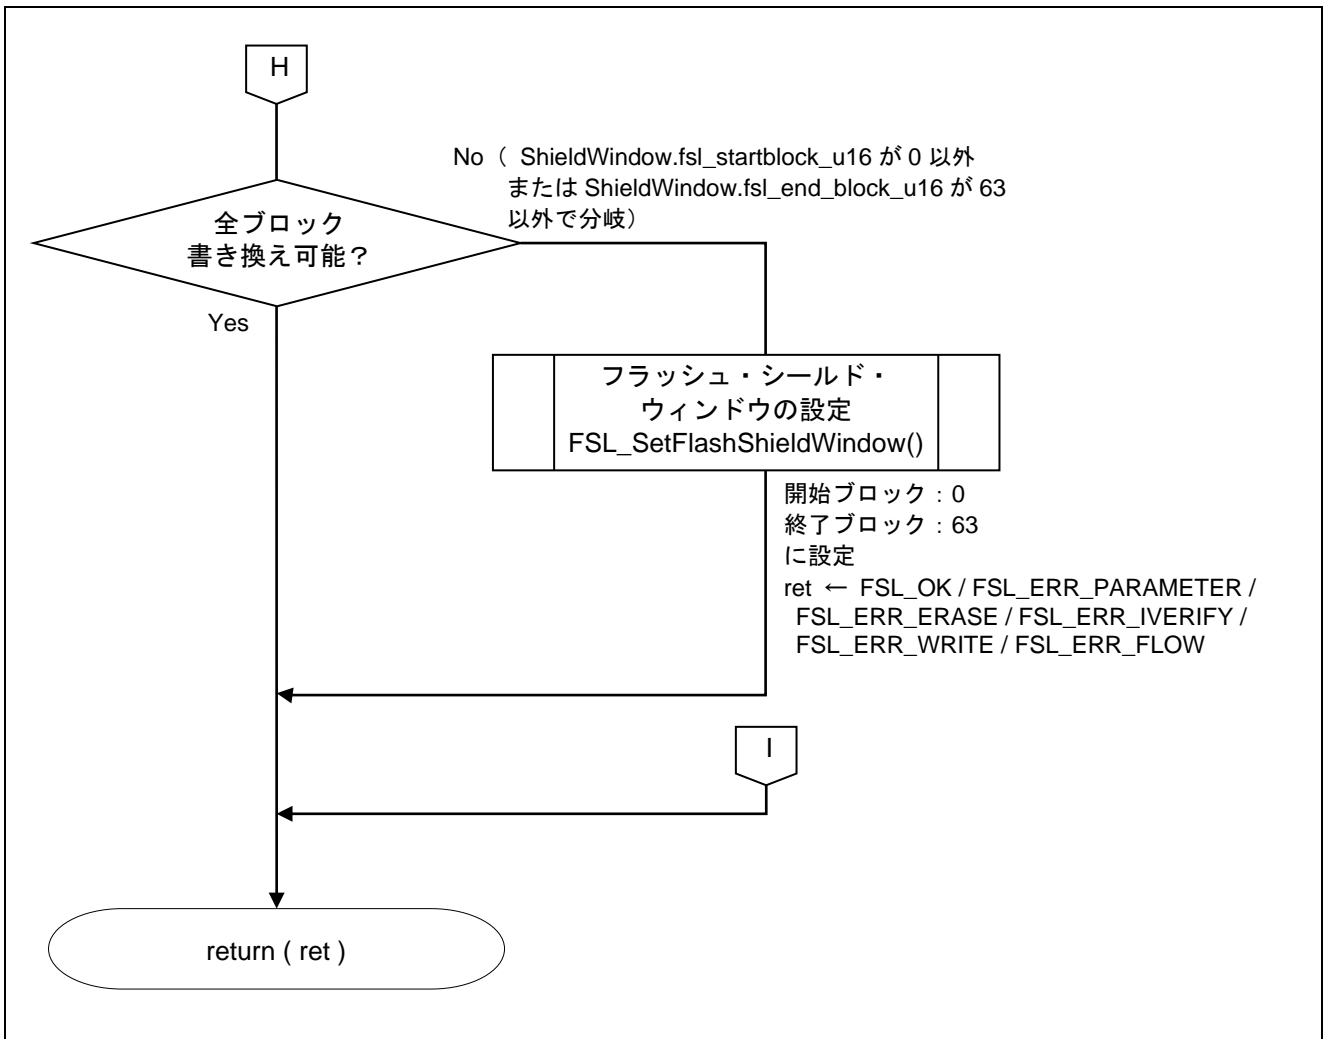 H
No（ ShieldWindow.fsl_startblock_u16 が 0 以外
または ShieldWindow.fsl_end_block_u16 が 63
以外で分岐）
全ブロック
書き換え可能？
Yes
フラッシュ・シールド・
ウィンドウの設定
FSL_SetFlashShieldWindow()
開始ブロック：0
終了ブロック：63
に設定
ret ← FSL_OK / FSL_ERR_PARAMETER /
FSL_ERR_ERASE / FSL_ERR_IVERIFY /
FSL_ERR_WRITE / FSL_ERR_FLOW
I
return ( ret )